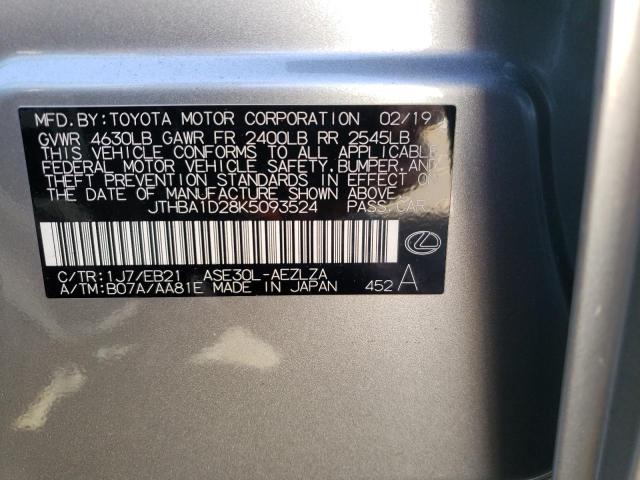 MFD.BY:TOYOTA MOTOR CORPORATION 02/19
GVWR 4630LB GAWR FR 2400LB RR 2545LB
THIS VEHICLE CONFORMS TO ALL APPLICABLE
FEDERAL MOTOR VEHICLE SAFETY,BUMPER,AND
THEFT PREVENTION STANDARDS IN EFFECT ON
THE DATE OF MANUFACTURE SHOWN ABOVE.
JTHBA1D28K5093524 PASS.CAR
C/TR:1J7/EB21 ASE30L-AEZLZA
A/TM:B07A/AA81E MADE IN JAPAN 452 A